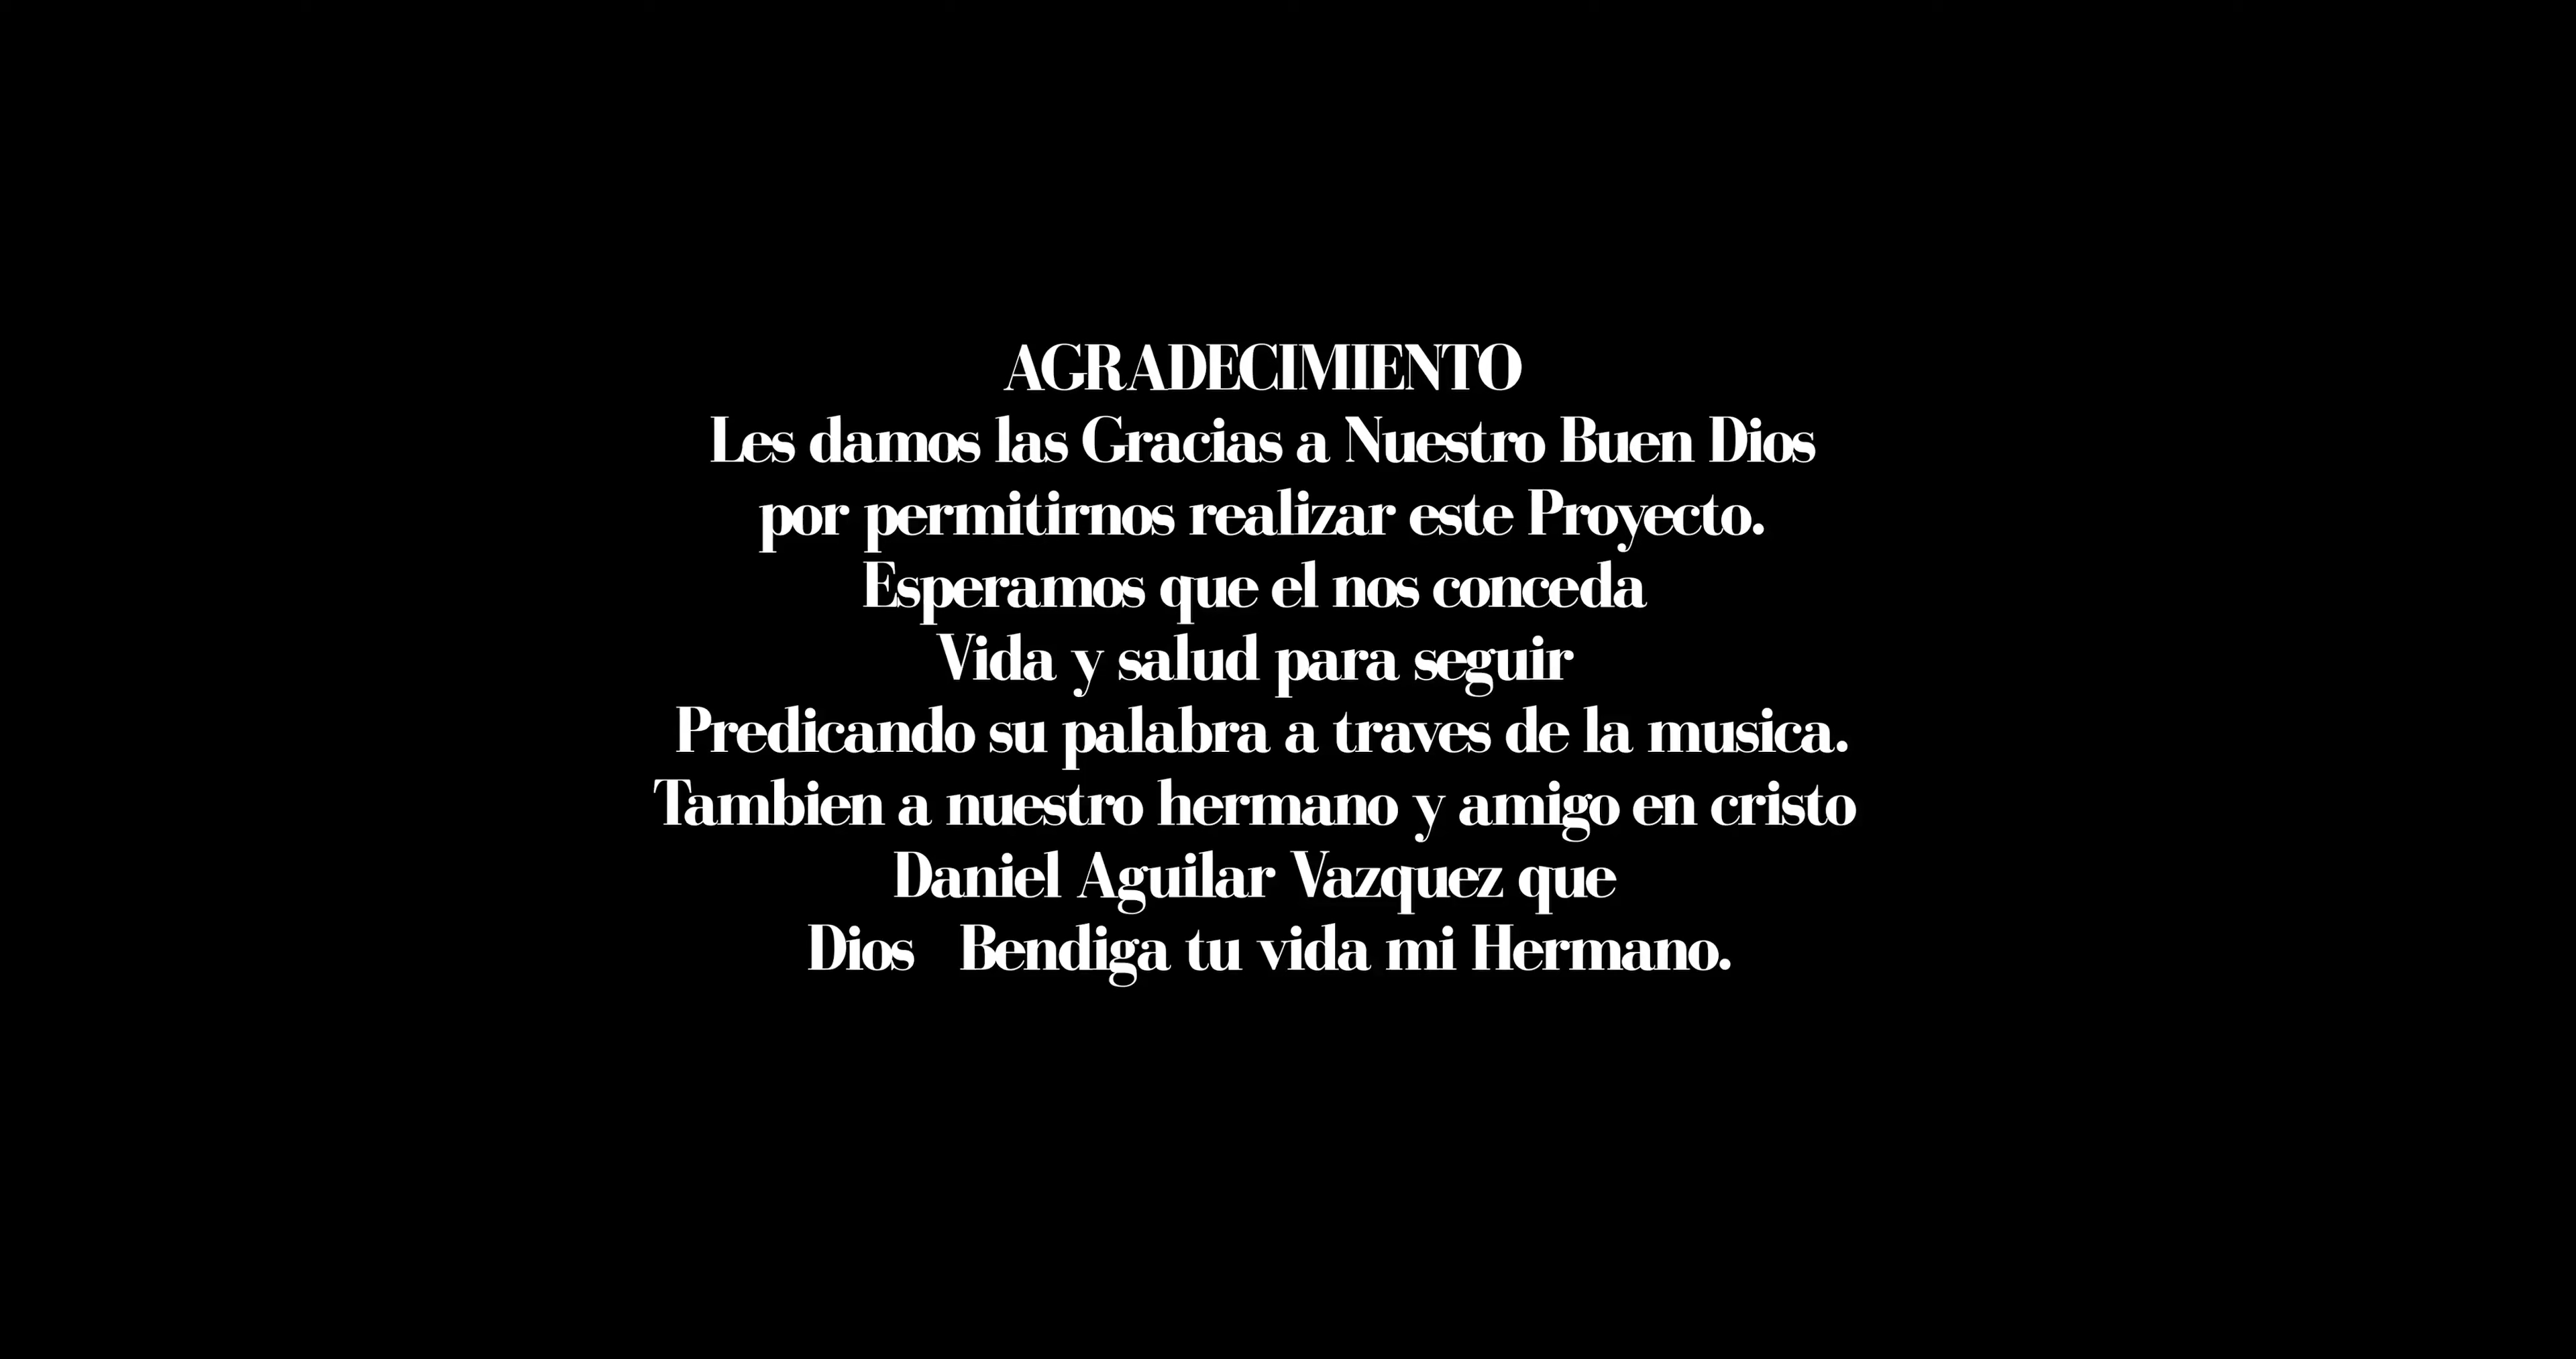 AGRADECIMIENTO
Les damos las Gracias a Nuestro Buen Dios
por permitirnos realizar este Proyecto.
Esperamos que el nos conceda
Vida y salud para seguir
Predicando su palabra a traves de la musica.
Tambien a nuestro hermano y amigo en cristo
Daniel Aguilar Vazquez que
Dios   Bendiga tu vida mi Hermano.